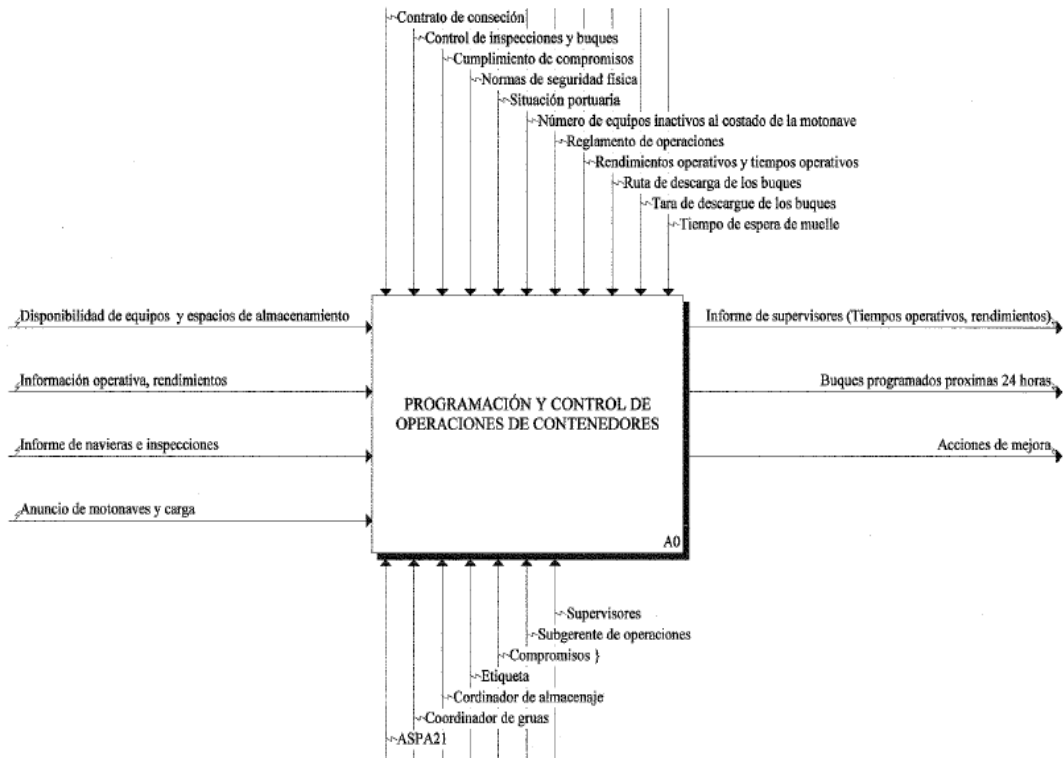 Contrato de conseción
Control de inspecciones y buques
Cumplimiento de compromisos
Normas de seguridad física
Situación portuaria
Número de equipos inactivos al costado de la motonave
Reglamento de operaciones
Rendimientos operativos y tiempos operativos
Ruta de descarga de los buques
Tara de descargue de los buques
Tiempo de espera de muelle
Disponibilidad de equipos y espacios de almacenamiento
Informe de supervisores (Tiempos operativos, rendimientos)
Información operativa, rendimientos
Buques programados proximas 24 horas
PROGRAMACIÓN Y CONTROL DE
OPERACIONES DE CONTENEDORES
Informe de navieras e inspecciones
Acciones de mejora
Anuncio de motonaves y carga
A0
Supervisores
Subgerente de operaciones
Compromisos }
Etiqueta
Cordinador de almacenaje
Coordinador de gruas
ASPA21